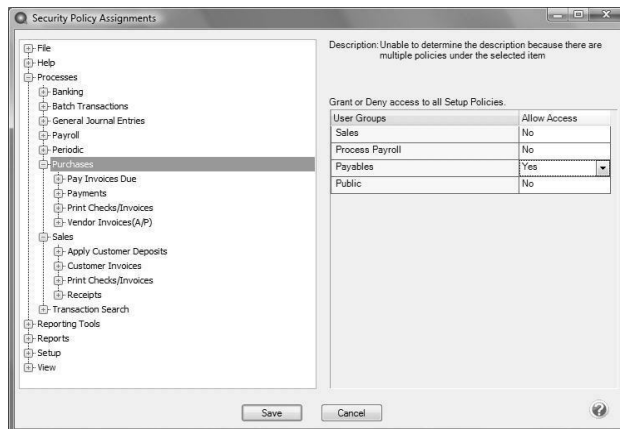 Security Policy Assignments
File
Help
Processes
Banking
Batch Transactions
General Journal Entries
Payroll
Periodic
Purchases
Pay Invoices Due
Payments
Print Checks/Invoices
Vendor Invoices(A/P)
Sales
Apply Customer Deposits
Customer Invoices
Print Checks/Invoices
Receipts
Transaction Search
Reporting Tools
Reports
Setup
View
Description: Unable to determine the description because there are
multiple policies under the selected item
Grant or Deny access to all Setup Policies.
User Groups Allow Access
Sales No
Process Payroll No
Payables Yes
Public No
Save Cancel